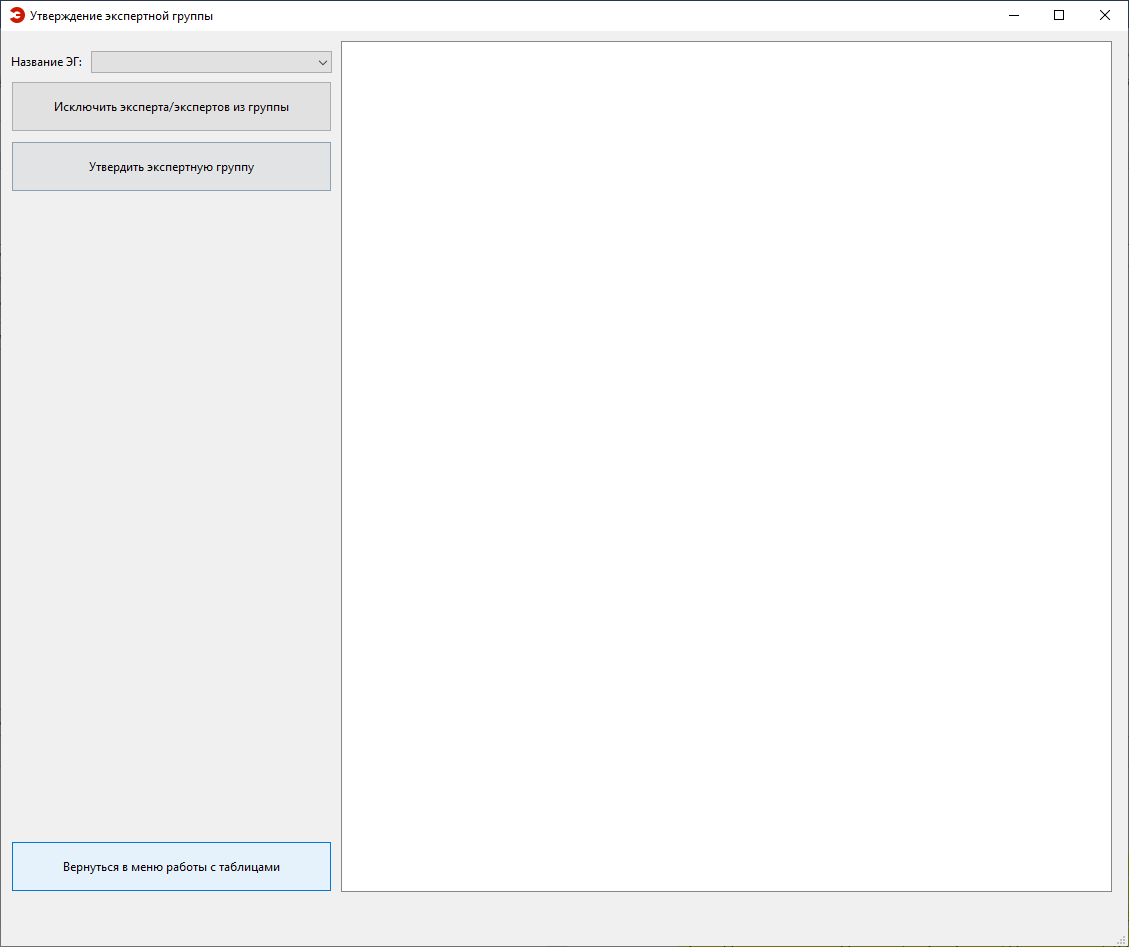 Утверждение экспертной группы
Название ЭГ:
Исключить эксперта/экспертов из группы
Утвердить экспертную группу
Вернуться в меню работы с таблицами